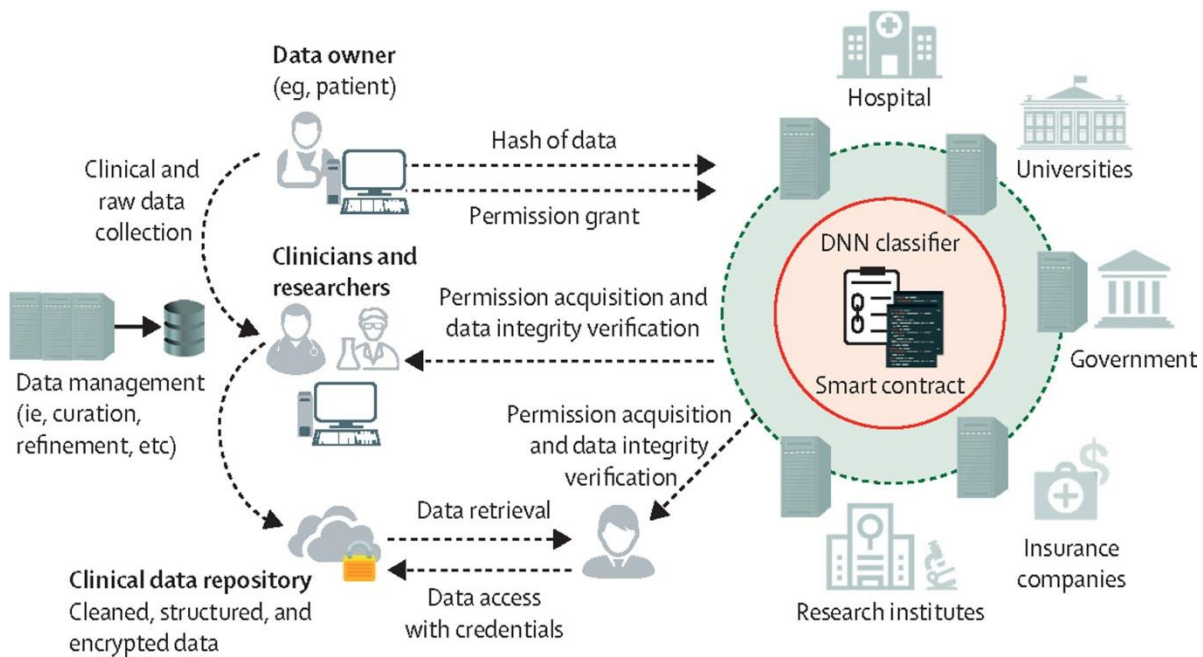 Data owner
(eg, patient)
Hospital
Universities
Hash of data
Permission grant
Clinical and
raw data
collection
DNN classifier
Smart contract
Clinicians and
researchers
Permission acquisition and
data integrity verification
Government
Data management
(ie, curation,
refinement, etc)
Permission acquisition
and data integrity
verification
Data retrieval
Data access
with credentials
Clinical data repository
Cleaned, structured, and
encrypted data
$
Insurance
companies
Research institutes